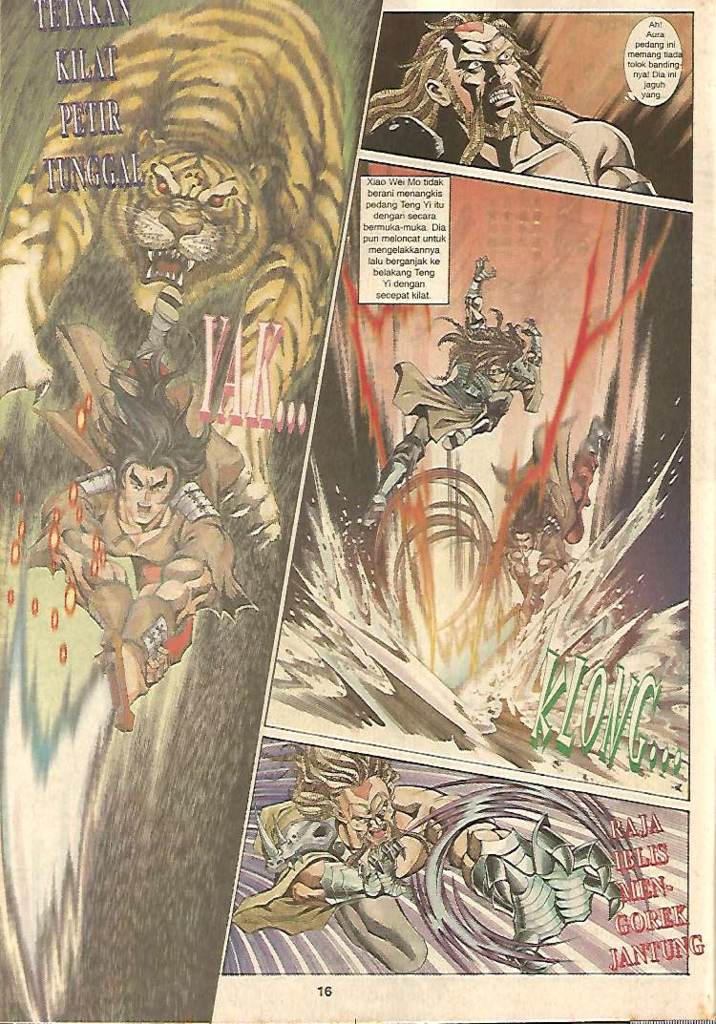 TETAKAN
KILAT
PETIR
TUNGGAL
YAK...
Ah!
Aura
pedang ini
memang tiada
tolok banding-
nya! Dia ini
jaguh
yang...
Xiao Wei Mo tidak
berani menangkis
pedang Teng Yi itu
dengan secara
bermuka-muka. Dia
pun meloncat untuk
mengelakkannya
lalu berganjak ke
belakang Teng
Yi dengan
secepat kilat.
KLONG...
RAJA
IBLIS
MEN-
GOREK
JANTUNG
16